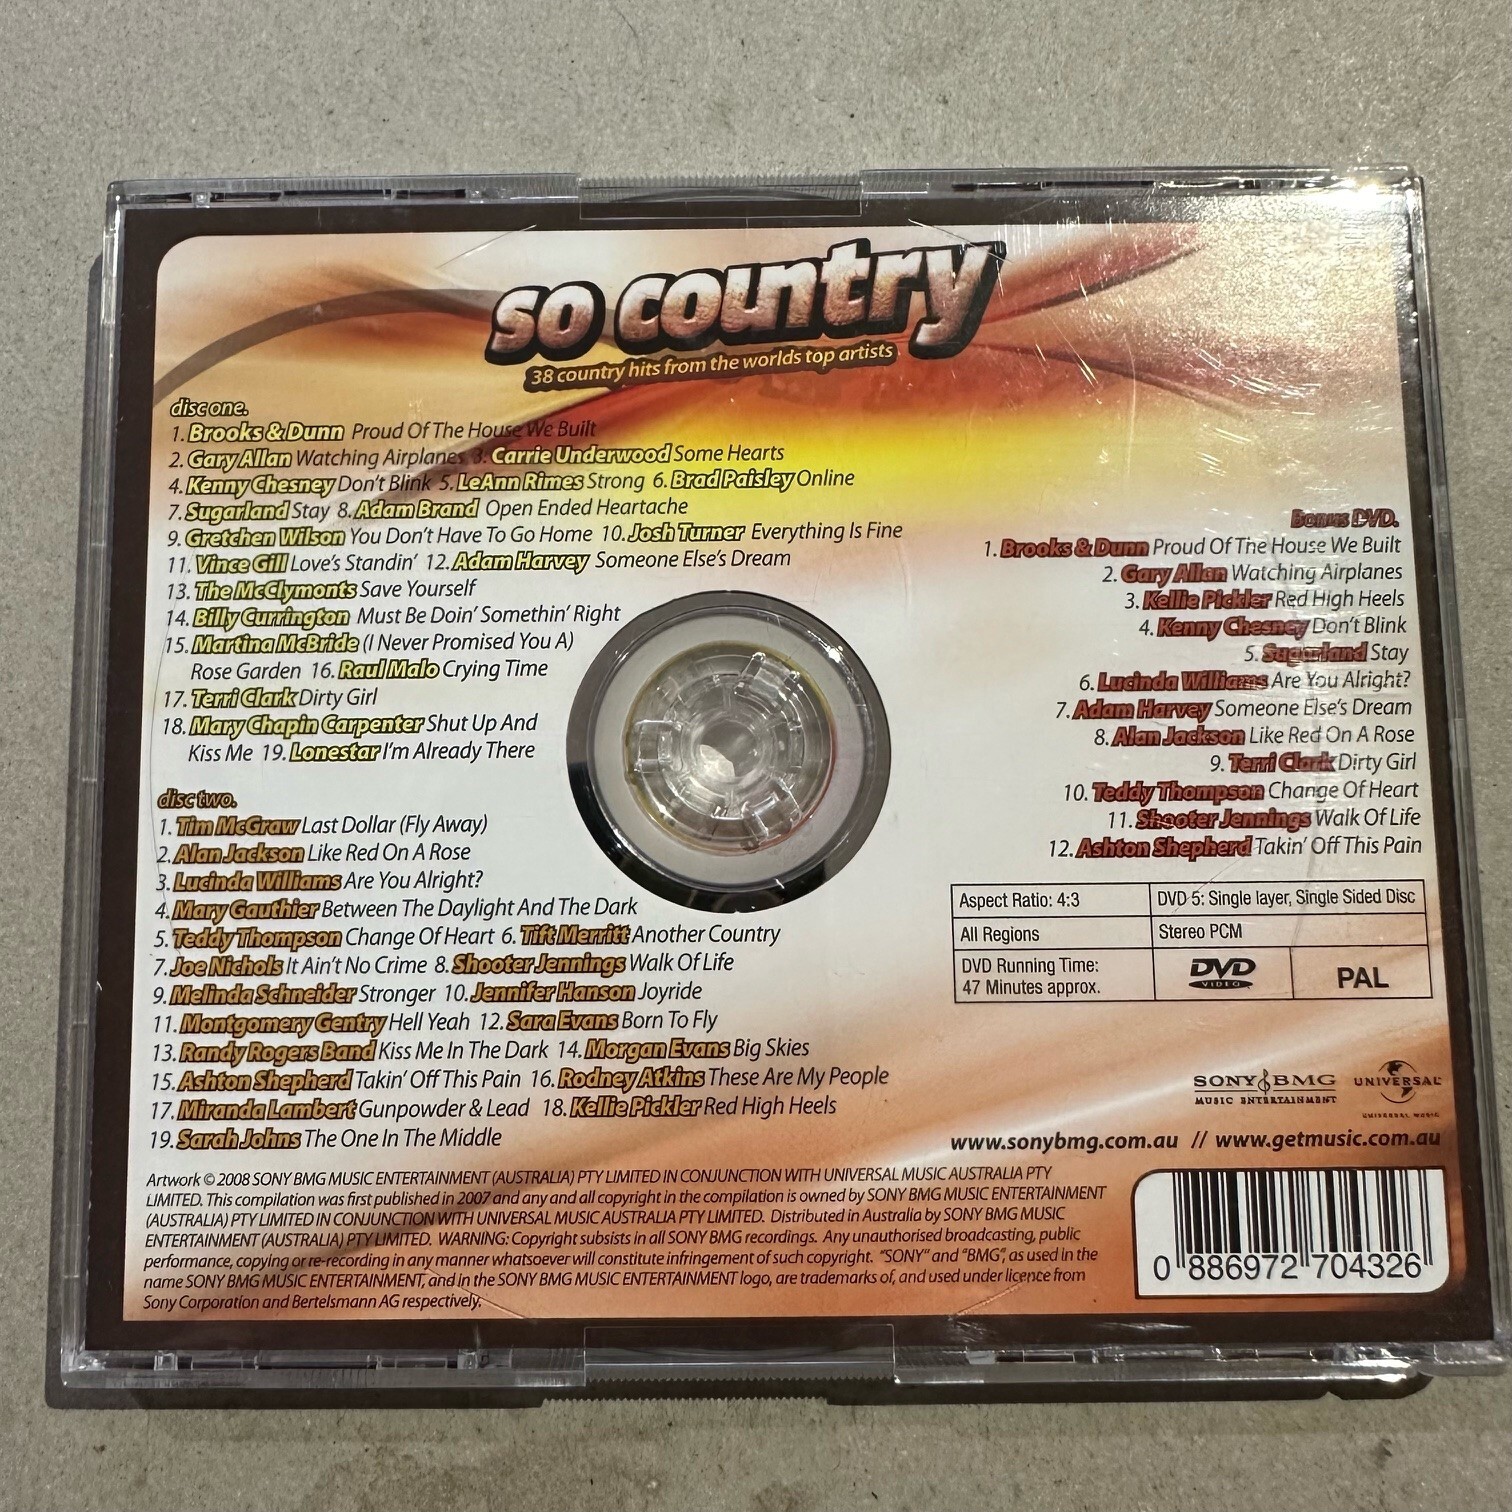 so country
38 country hits from the worlds top artists
disc one.
1. Brooks & Dunn Proud Of The House We Built
2. Gary Allan Watching Airplanes 3. Carrie Underwood Some Hearts
4. Kenny Chesney Don't Blink 5. LeAnn Rimes Strong 6. Brad Paisley Online
7. Sugarland Stay 8. Adam Brand Open Ended Heartache
9. Gretchen Wilson You Don't Have To Go Home 10. Josh Turner Everything Is Fine
11. Vince Gill Love's Standin' 12. Adam Harvey Someone Else's Dream
13. The McClymonts Save Yourself
14. Billy Currington Must Be Doin' Somethin' Right
15. Martina McBride (I Never Promised You A)
Rose Garden 16. Raul Malo Crying Time
17. Terri Clark Dirty Girl
18. Mary Chapin Carpenter Shut Up And
Kiss Me 19. Lonestar I'm Already There
disc two.
1. Tim McGraw Last Dollar (Fly Away)
2. Alan Jackson Like Red On A Rose
3. Lucinda Williams Are You Alright?
4. Mary Gauthier Between The Daylight And The Dark
5. Teddy Thompson Change Of Heart 6. Tift Merritt Another Country
7. Joe Nichols It Ain't No Crime 8. Shooter Jennings Walk Of Life
9. Melinda Schneider Stronger 10. Jennifer Hanson Joyride
11. Montgomery Gentry Hell Yeah 12. Sara Evans Born To Fly
13. Randy Rogers Band Kiss Me In The Dark 14. Morgan Evans Big Skies
15. Ashton Shepherd Takin' Off This Pain 16. Rodney Atkins These Are My People
17. Miranda Lambert Gunpowder & Lead 18. Kellie Pickler Red High Heels
19. Sarah Johns The One In The Middle
Bonus DVD.
1. Brooks & Dunn Proud Of The House We Built
2. Gary Allan Watching Airplanes
3. Kellie Pickler Red High Heels
4. Kenny Chesney Don't Blink
5. Sugarland Stay
6. Lucinda Williams Are You Alright?
7. Adam Harvey Someone Else's Dream
8. Alan Jackson Like Red On A Rose
9. Terri Clark Dirty Girl
10. Teddy Thompson Change Of Heart
11. Shooter Jennings Walk Of Life
12. Ashton Shepherd Takin' Off This Pain
Aspect Ratio: 4:3
DVD 5: Single layer, Single Sided Disc
All Regions
Stereo PCM
DVD Running Time:
47 Minutes approx.
DVD
VIDEO
PAL
SONY BMG
MUSIC ENTERTAINMENT
UNIVERSAL
UNIVERSAL MUSIC
www.sonybmg.com.au // www.getmusic.com.au
Artwork © 2008 SONY BMG MUSIC ENTERTAINMENT (AUSTRALIA) PTY LIMITED IN CONJUNCTION WITH UNIVERSAL MUSIC AUSTRALIA PTY
LIMITED. This compilation was first published in 2007 and any and all copyright in the compilation is owned by SONY BMG MUSIC ENTERTAINMENT
(AUSTRALIA) PTY LIMITED IN CONJUNCTION WITH UNIVERSAL MUSIC AUSTRALIA PTY LIMITED. Distributed in Australia by SONY BMG MUSIC
ENTERTAINMENT (AUSTRALIA) PTY LIMITED. WARNING: Copyright subsists in all SONY BMG recordings. Any unauthorised broadcasting, public
performance, copying or re-recording in any manner whatsoever will constitute infringement of such copyright. "SONY" and "BMG", as used in the
name SONY BMG MUSIC ENTERTAINMENT, and in the SONY BMG MUSIC ENTERTAINMENT logo, are trademarks of, and used under licence from
Sony Corporation and Bertelsmann AG respectively.
0 886972 704326